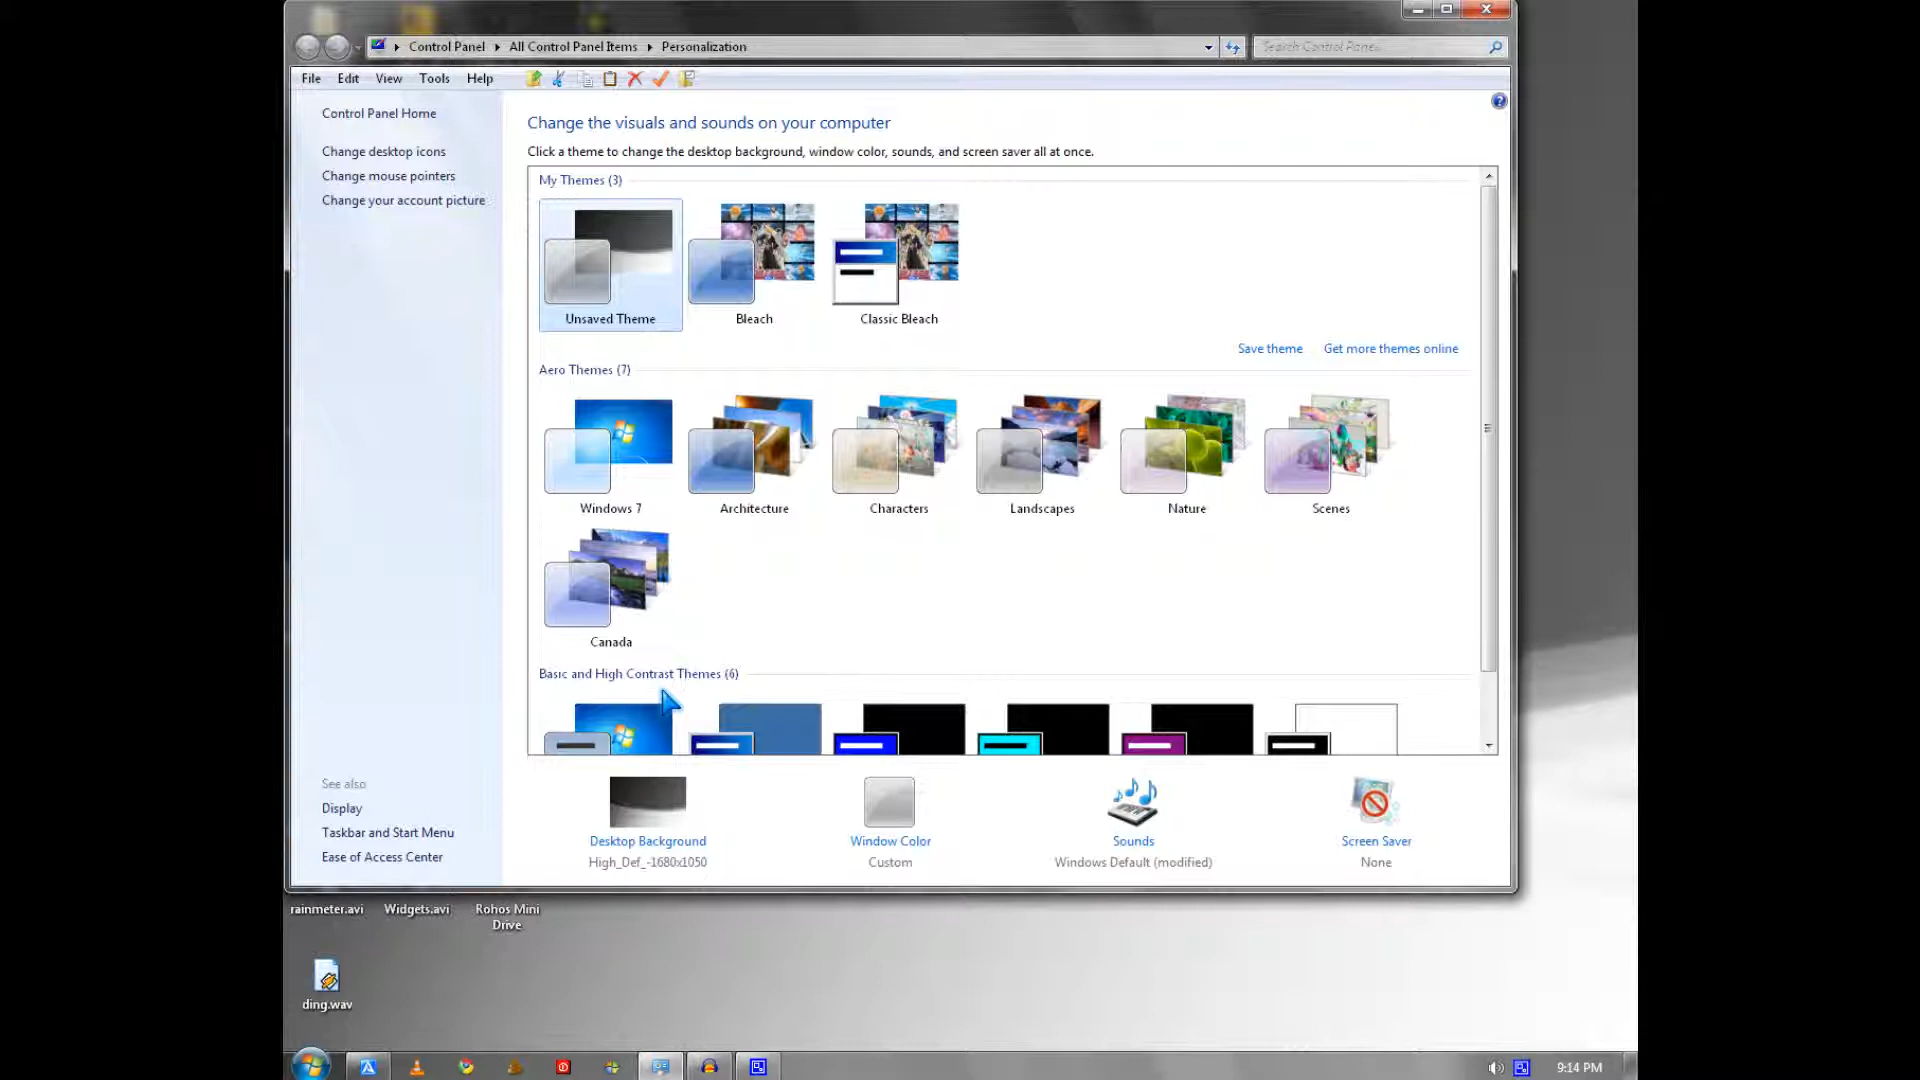 Control Panel
All Control Panel Items
Personalization
Search Control Pane...
File Edit View Tools Help
Control Panel Home
Change desktop icons
Change mouse pointers
Change your account picture
Change the visuals and sounds on your computer
Click a theme to change the desktop background, window color, sounds, and screen saver all at once.
My Themes (3)
Unsaved Theme
Bleach
Classic Bleach
Save theme
Get more themes online
Aero Themes (7)
Windows 7
Architecture
Characters
Landscapes
Nature
Scenes
Canada
Basic and High Contrast Themes (6)
See also
Display
Taskbar and Start Menu
Ease of Access Center
Desktop Background
High_Def_-1680x1050
Window Color
Custom
Sounds
Windows Default (modified)
Screen Saver
None
rainmeter.avi
Widgets.avi
Rohos Mini
Drive
ding.wav
9:14 PM